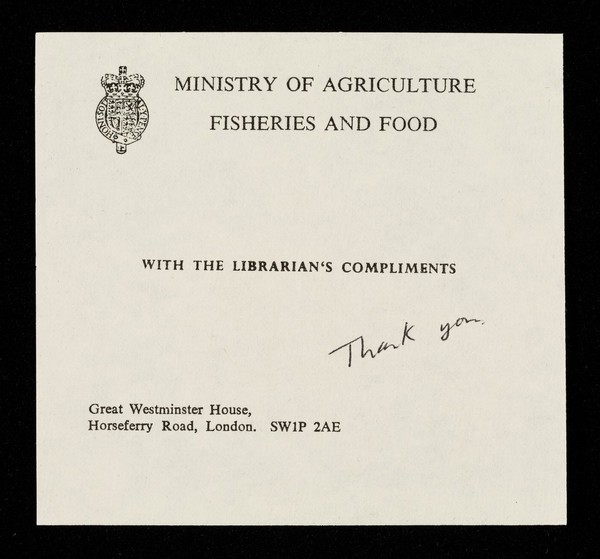 MINISTRY OF AGRICULTURE
FISHERIES AND FOOD
WITH THE LIBRARIAN'S COMPLIMENTS
Thank you.
Great Westminster House,
Horseferry Road, London. SW1P 2AE